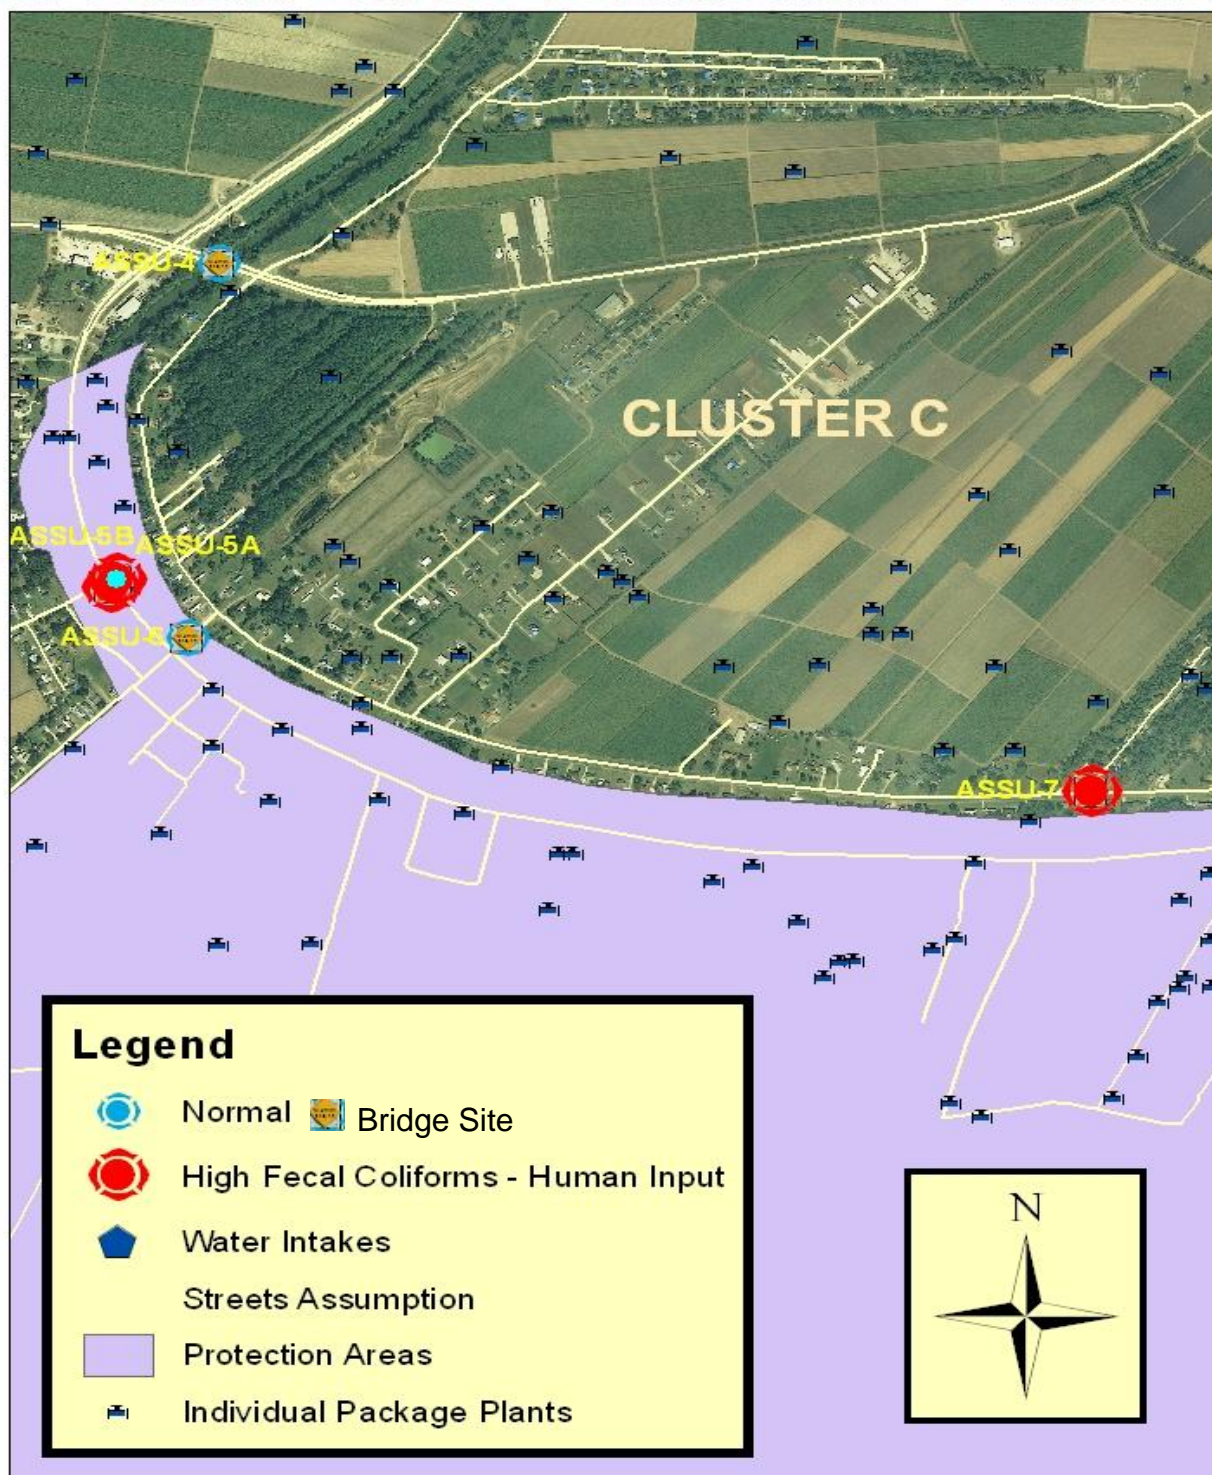 ASSU-4
CLUSTER C
ASSU-5B
ASSU-5A
ASSU-6
ASSU-7
Legend
Normal Bridge Site
High Fecal Coliforms - Human Input
Water Intakes
Streets Assumption
Protection Areas
Individual Package Plants
N